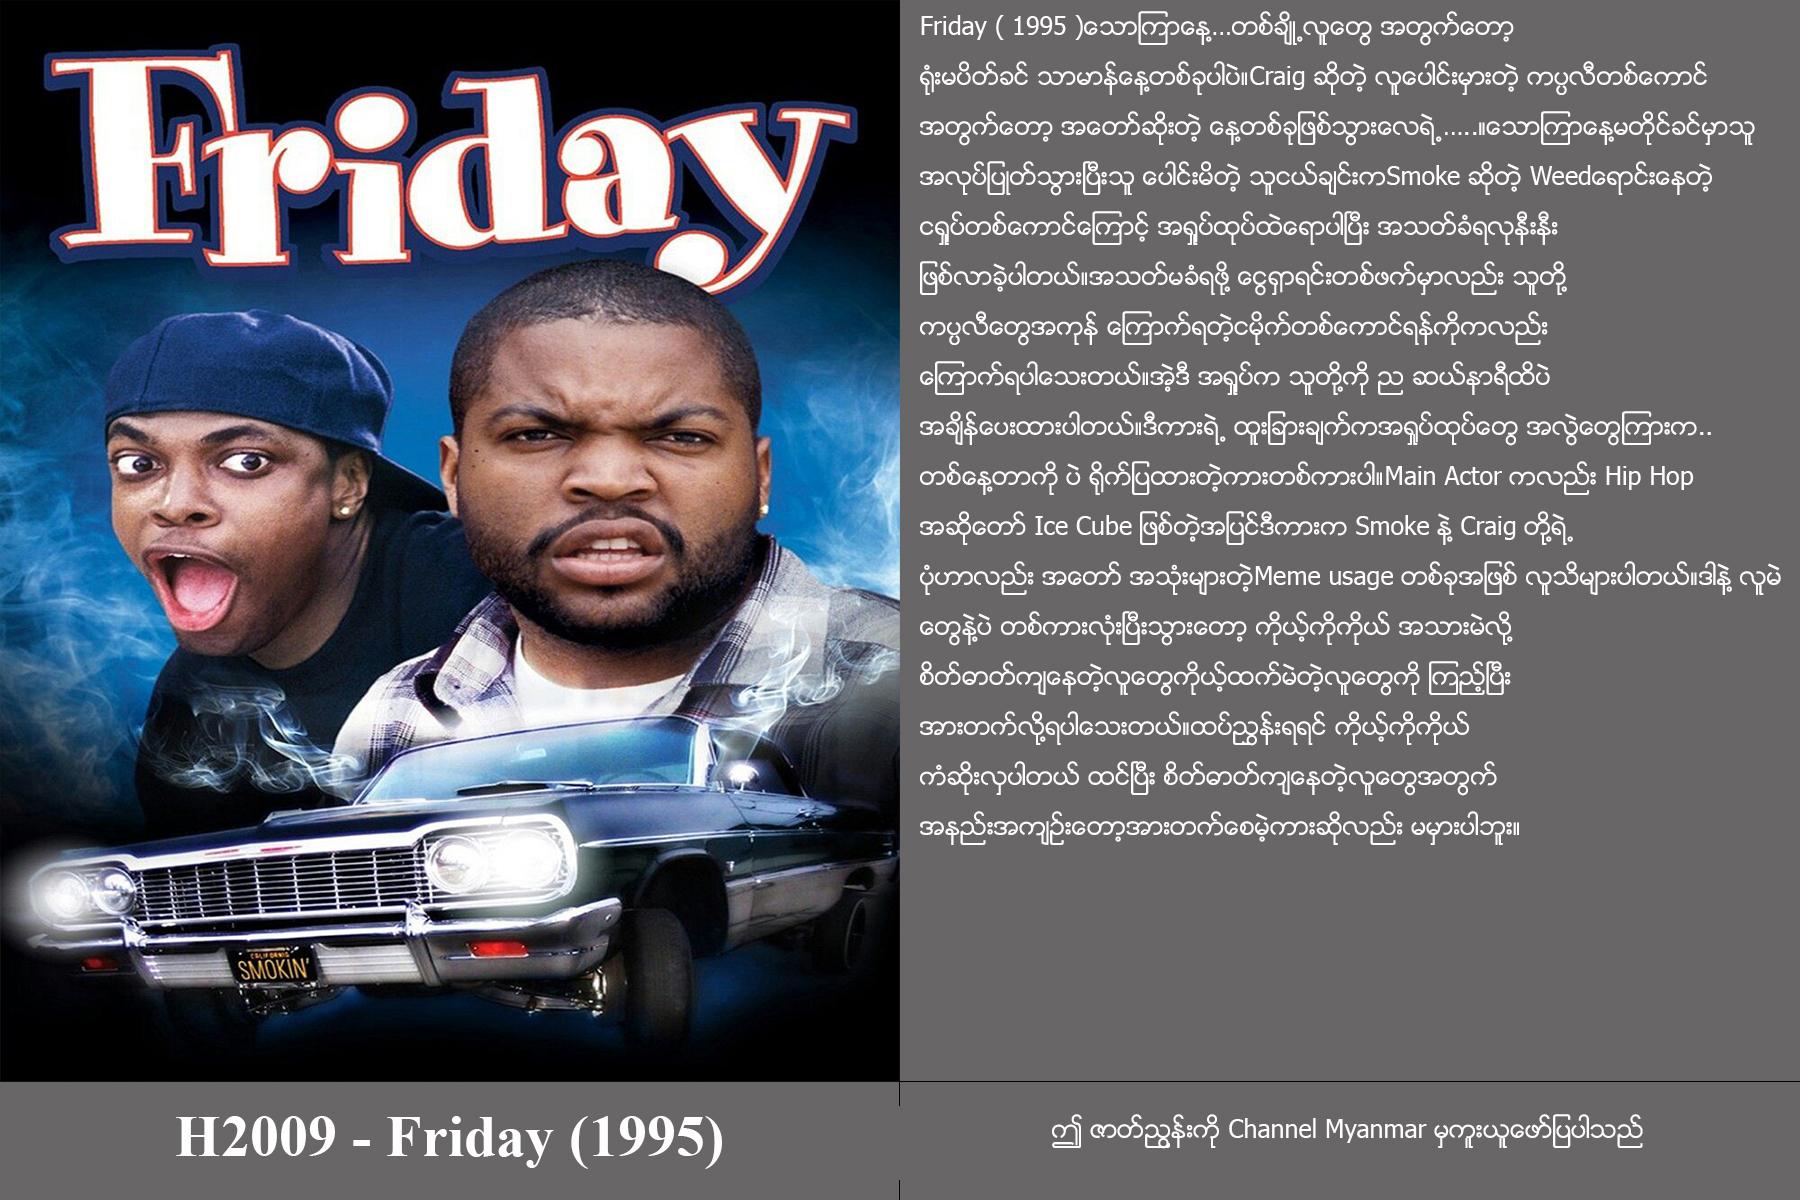 Friday
CALIFORNIA
SMOKIN'
Friday ( 1995 )သောကြာနေ့...တစ်ချို့လူတွေ အတွက်တော့
ရုံးမပိတ်ခင် သာမာန်နေ့တစ်ခုပါပဲ။Craig ဆိုတဲ့ လူပေါင်းမှားတဲ့ ကပ္ပလီတစ်ကောင်
အတွက်တော့ အတော်ဆိုးတဲ့ နေ့တစ်ခုဖြစ်သွားလေရဲ့.....။သောကြာနေ့မတိုင်ခင်မှာသူ
အလုပ်ပြုတ်သွားပြီးသူ ပေါင်းမိတဲ့ သူငယ်ချင်းကSmoke ဆိုတဲ့ Weedရောင်းနေတဲ့
ငရှုပ်တစ်ကောင်ကြောင့် အရှုပ်ထုပ်ထဲရောပါပြီး အသတ်ခံရလုနီးနီး
ဖြစ်လာခဲ့ပါတယ်။အသတ်မခံရဖို့ ငွေရှာရင်းတစ်ဖက်မှာလည်း သူတို့
ကပ္ပလီတွေအကုန် ကြောက်ရတဲ့ငမိုက်တစ်ကောင်ရန်ကိုကလည်း
ကြောက်ရပါသေးတယ်။အဲ့ဒီ အရှုပ်က သူတို့ကို ည ဆယ်နာရီထိပဲ
အချိန်ပေးထားပါတယ်။ဒီကားရဲ့ ထူးခြားချက်ကအရှုပ်ထုပ်တွေ အလွဲတွေကြားက..
တစ်နေ့တာကို ပဲ ရိုက်ပြထားတဲ့ကားတစ်ကားပါ။Main Actor ကလည်း Hip Hop
အဆိုတော် Ice Cube ဖြစ်တဲ့အပြင်ဒီကားက Smoke နဲ့ Craig တို့ရဲ့
ပုံဟာလည်း အတော် အသုံးများတဲ့Meme usage တစ်ခုအဖြစ် လူသိများပါတယ်။ဒါနဲ့ လူမဲ
တွေနဲ့ပဲ တစ်ကားလုံးပြီးသွားတော့ ကိုယ့်ကိုကိုယ် အသားမဲလို့
စိတ်ဓာတ်ကျနေတဲ့လူတွေကိုယ့်ထက်မဲတဲ့လူတွေကို ကြည့်ပြီး
အားတက်လို့ရပါသေးတယ်။ထပ်ညွှန်းရရင် ကိုယ့်ကိုကိုယ်
ကံဆိုးလှပါတယ် ထင်ပြီး စိတ်ဓာတ်ကျနေတဲ့လူတွေအတွက်
အနည်းအကျဉ်းတော့အားတက်စေမဲ့ကားဆိုလည်း မမှားပါဘူး။
H2009 - Friday (1995)
ဤ ဇာတ်ညွှန်းကို Channel Myanmar မှကူးယူဖော်ပြပါသည်